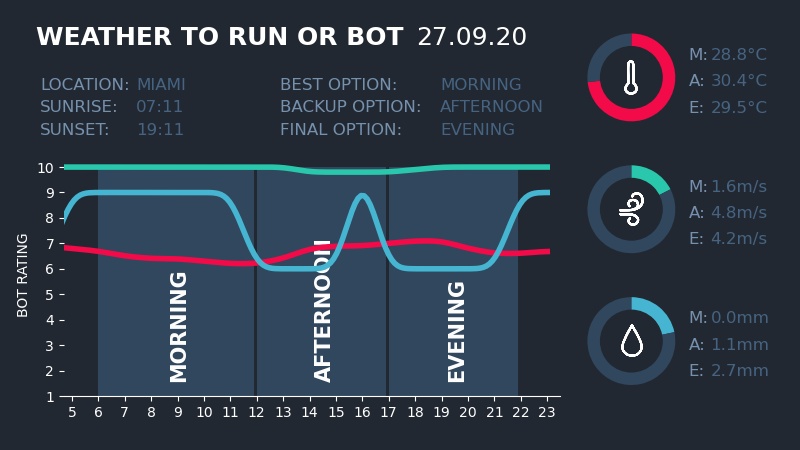 WEATHER TO RUN OR BOT 27.09.20
LOCATION: MIAMI
SUNRISE: 07:11
SUNSET: 19:11
BEST OPTION: MORNING
BACKUP OPTION: AFTERNOON
FINAL OPTION: EVENING
M: 28.8°C
A: 30.4°C
E: 29.5°C
M: 1.6m/s
A: 4.8m/s
E: 4.2m/s
M: 0.0mm
A: 1.1mm
E: 2.7mm
BOT RATING
10
9
8
7
6
5
4
3
2
1
MORNING
AFTERNOON
EVENING
5 6 7 8 9 10 11 12 13 14 15 16 17 18 19 20 21 22 23